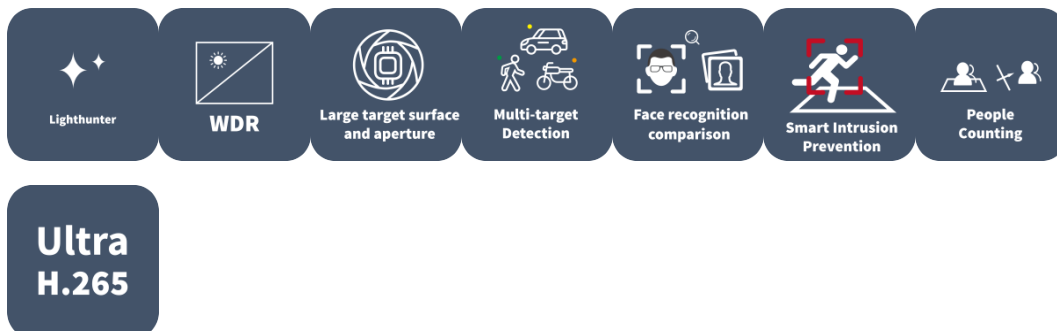 Lighthunter
WDR
Large target surface
and aperture
Multi-target
Detection
Face recognition
comparison
Smart Intrusion
Prevention
People
Counting
Ultra
H.265